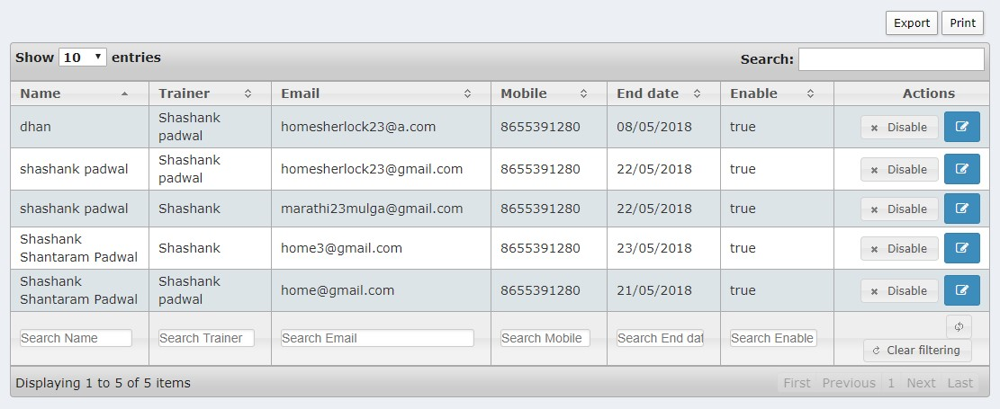 Export Print
Show 10 entries Search:
Name Trainer Email Mobile End date Enable Actions
dhan Shashank padwal homesherlock23@a.com 8655391280 08/05/2018 true Disable
shashank padwal Shashank padwal homesherlock23@gmail.com 8655391280 22/05/2018 true Disable
shashank padwal Shashank marathi23mulga@gmail.com 8655391280 22/05/2018 true Disable
Shashank Shantaram Padwal Shashank home3@gmail.com 8655391280 23/05/2018 true Disable
Shashank Shantaram Padwal Shashank padwal home@gmail.com 8655391280 21/05/2018 true Disable
Search Name Search Trainer Search Email Search Mobile Search End dat Search Enable
Clear filtering
Displaying 1 to 5 of 5 items First Previous 1 Next Last